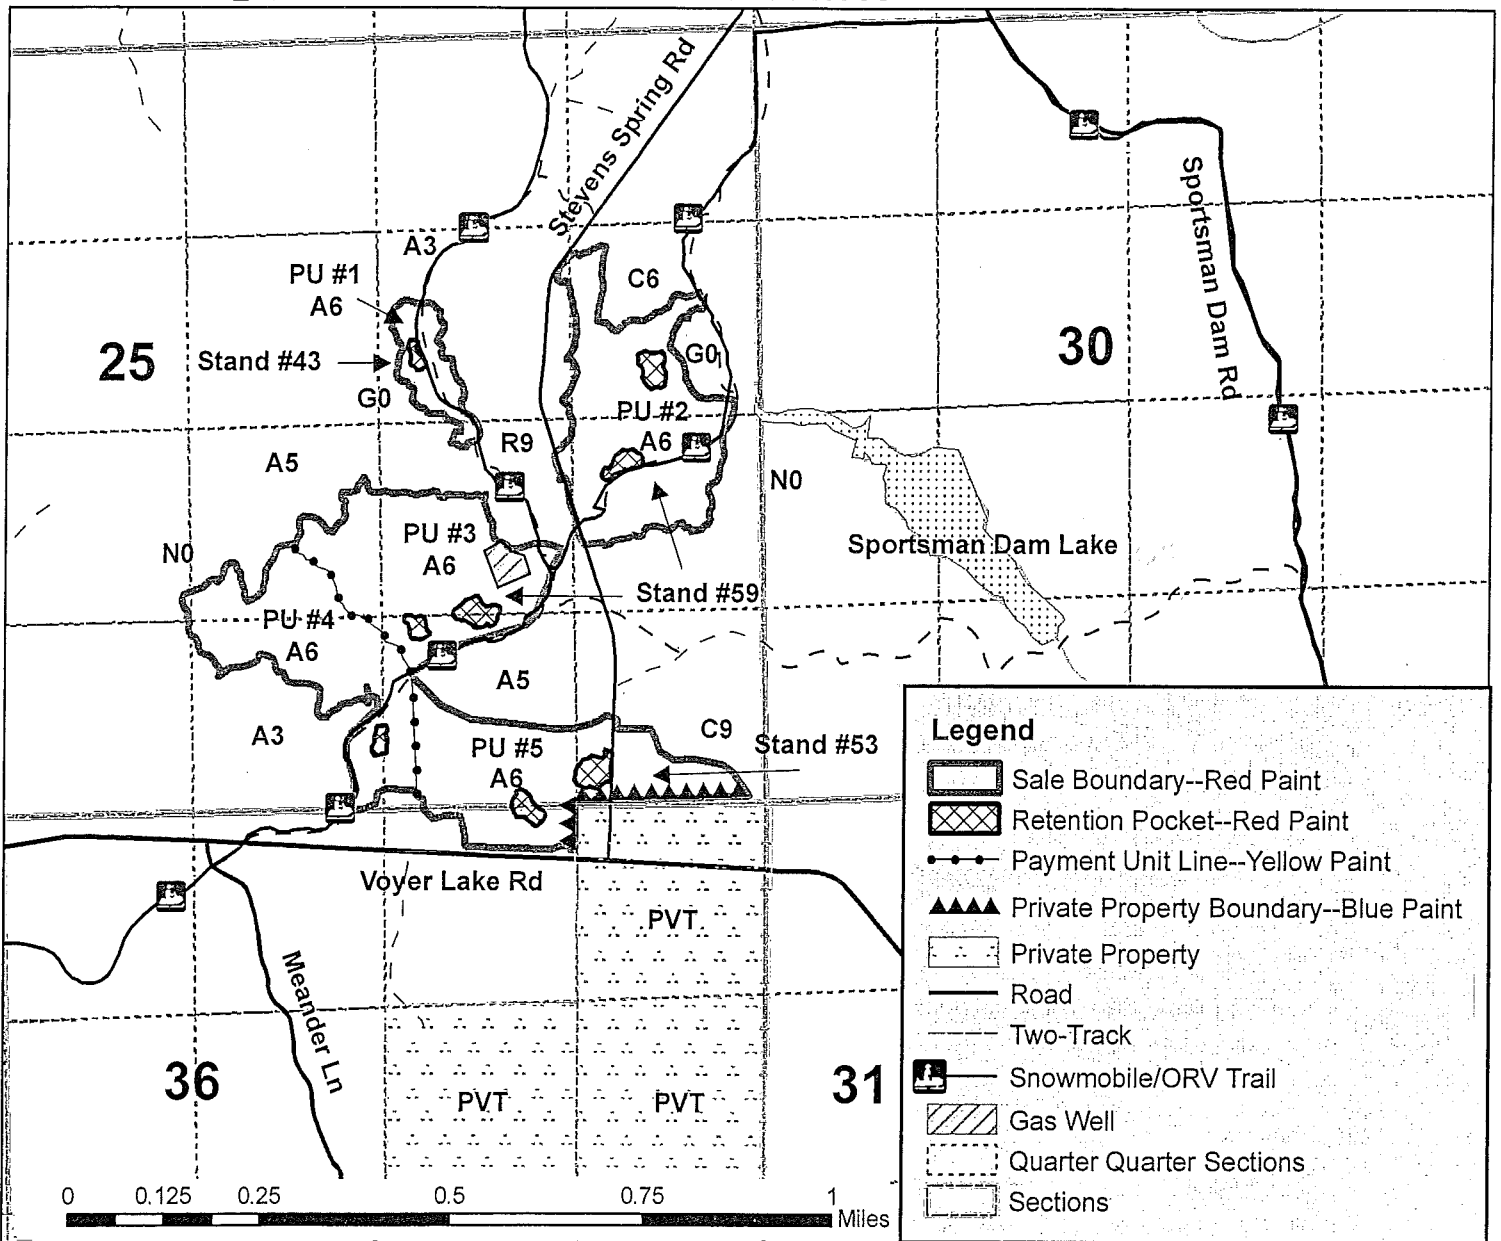 Stevens Spring Rd
Sportsman Dam Rd
A3
PU #1
A6
C6
25
30
Stand #43
G0
G0
PU #2
A6
R9
A5
N0
PU #3
A6
N0
Sportsman Dam Lake
Stand #59
PU #4
A6
A5
A3
PU #5
A6
C9
Stand #53
Voyer Lake Rd
PVT
Meander Ln
36
31
PVT
PVT
0
0.125
0.25
0.5
0.75
1
Miles
Legend
Sale Boundary--Red Paint
Retention Pocket--Red Paint
Payment Unit Line--Yellow Paint
Private Property Boundary--Blue Paint
Private Property
Road
Two-Track
Snowmobile/ORV Trail
Gas Well
Quarter Quarter Sections
Sections